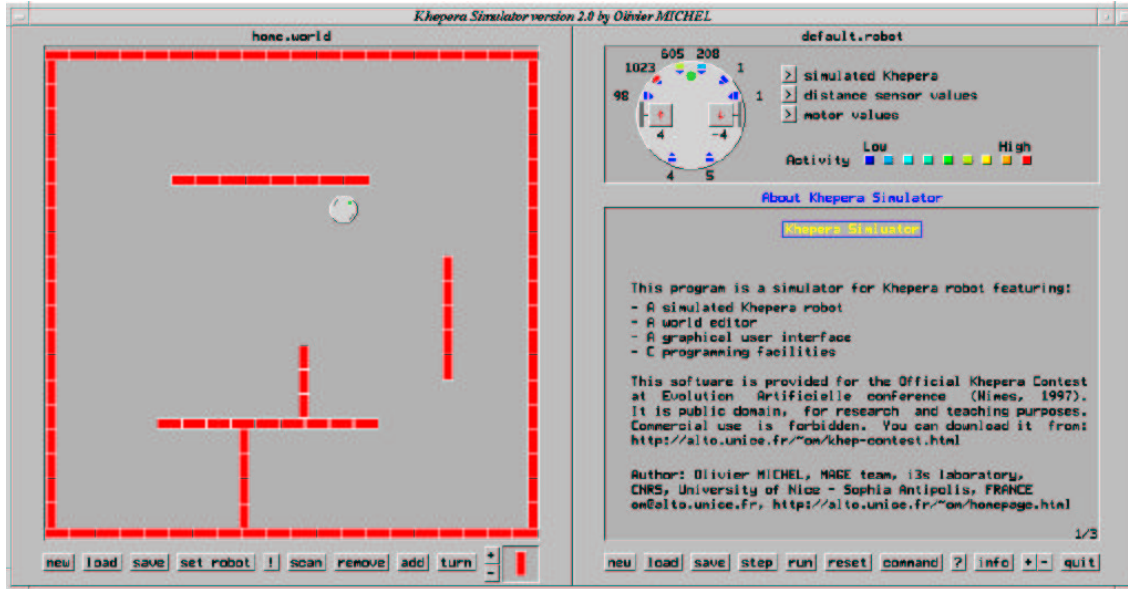 Khepera Simulator version 2.0 by Olivier MICHEL
home.world
new load save set robot ! scan remove add turn + -
default.robot
605 208
1023 1
98 1
4 -4
4 5
> simulated Khepera
> distance sensor values
> motor values
Low High
Activity
About Khepera Simulator
Khepera Simluator
This program is a simulator for Khepera robot featuring:
- A simulated Khepera robot
- A world editor
- A graphical user interface
- C programming facilities
This software is provided for the Official Khepera Contest
at Evolution Artificielle conference (Nimes, 1997).
It is public domain, for research and teaching purposes.
Commercial use is forbidden. You can download it from:
http://alto.unice.fr/~om/khep-contest.html
Author: Olivier MICHEL, MAGE team, i3s laboratory,
CNRS, University of Nice - Sophia Antipolis, FRANCE
om@alto.unice.fr, http://alto.unice.fr/~om/homepage.html
1/3
new load save step run reset command ? info + - quit